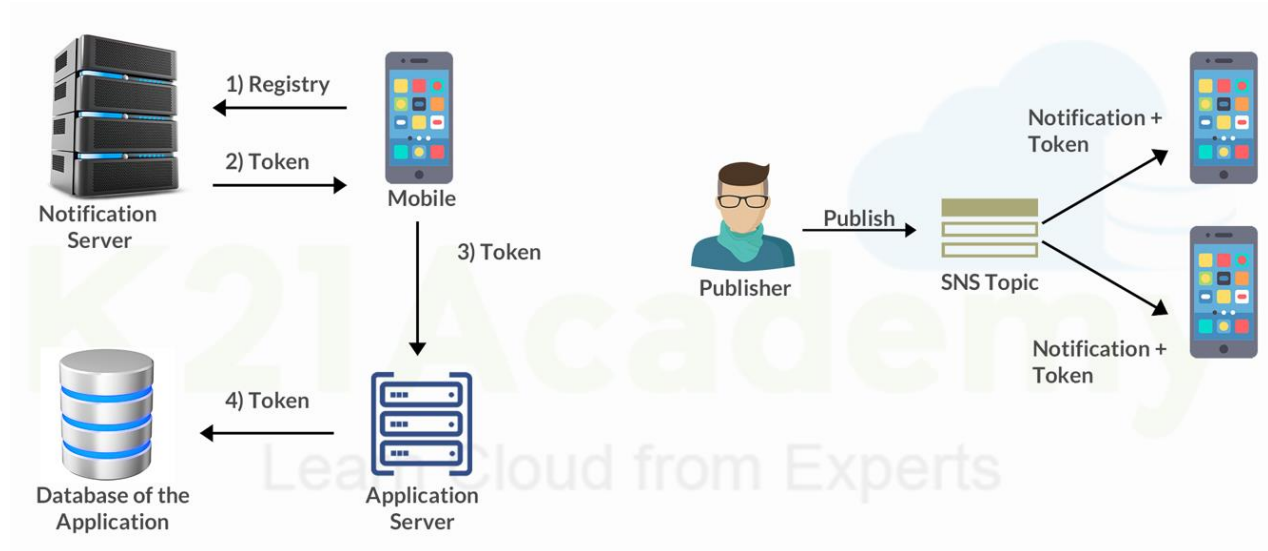 1) Registry
2) Token
Notification
Server
Mobile
3) Token
4) Token
Database of the
Application
Application
Server
Publisher
Publish
SNS Topic
Notification +
Token
Notification +
Token
K21Academy
Learn Cloud from Experts